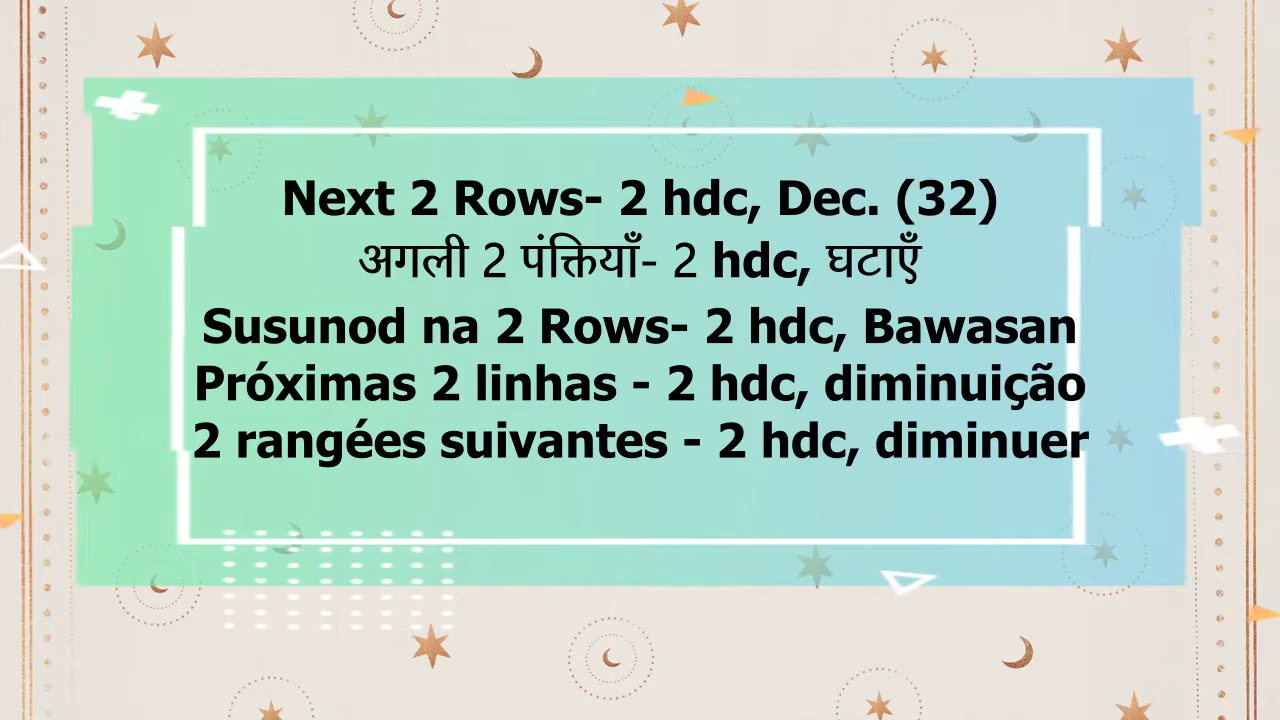 Next 2 Rows- 2 hdc, Dec. (32)
अगली 2 पंक्तियाँ- 2 hdc, घटाएँ
Susunod na 2 Rows- 2 hdc, Bawasan
Próximas 2 linhas - 2 hdc, diminuição
2 rangées suivantes - 2 hdc, diminuer